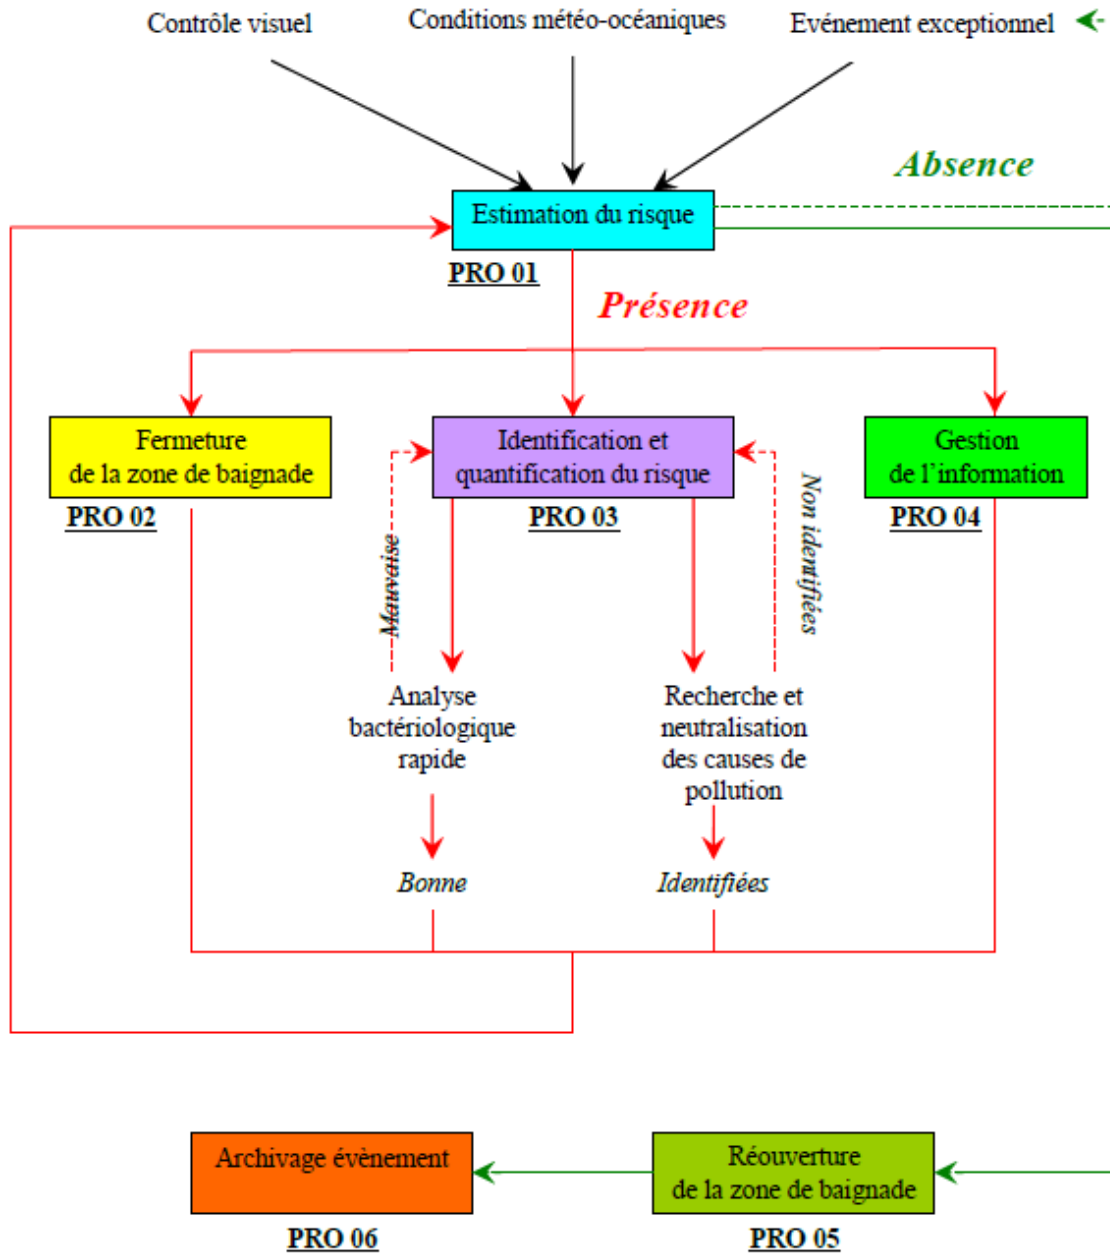 Contrôle visuel
Conditions météo-océaniques
Evénement exceptionnel
Absence
Estimation du risque
PRO 01
Présence
Fermeture
de la zone de baignade
PRO 02
Identification et
quantification du risque
PRO 03
Gestion
de l'information
PRO 04
Mauvaise
Non identifiées
Analyse
bactériologique
rapide
Recherche et
neutralisation
des causes de
pollution
Bonne
Identifiées
Archivage évènement
PRO 06
Réouverture
de la zone de baignade
PRO 05